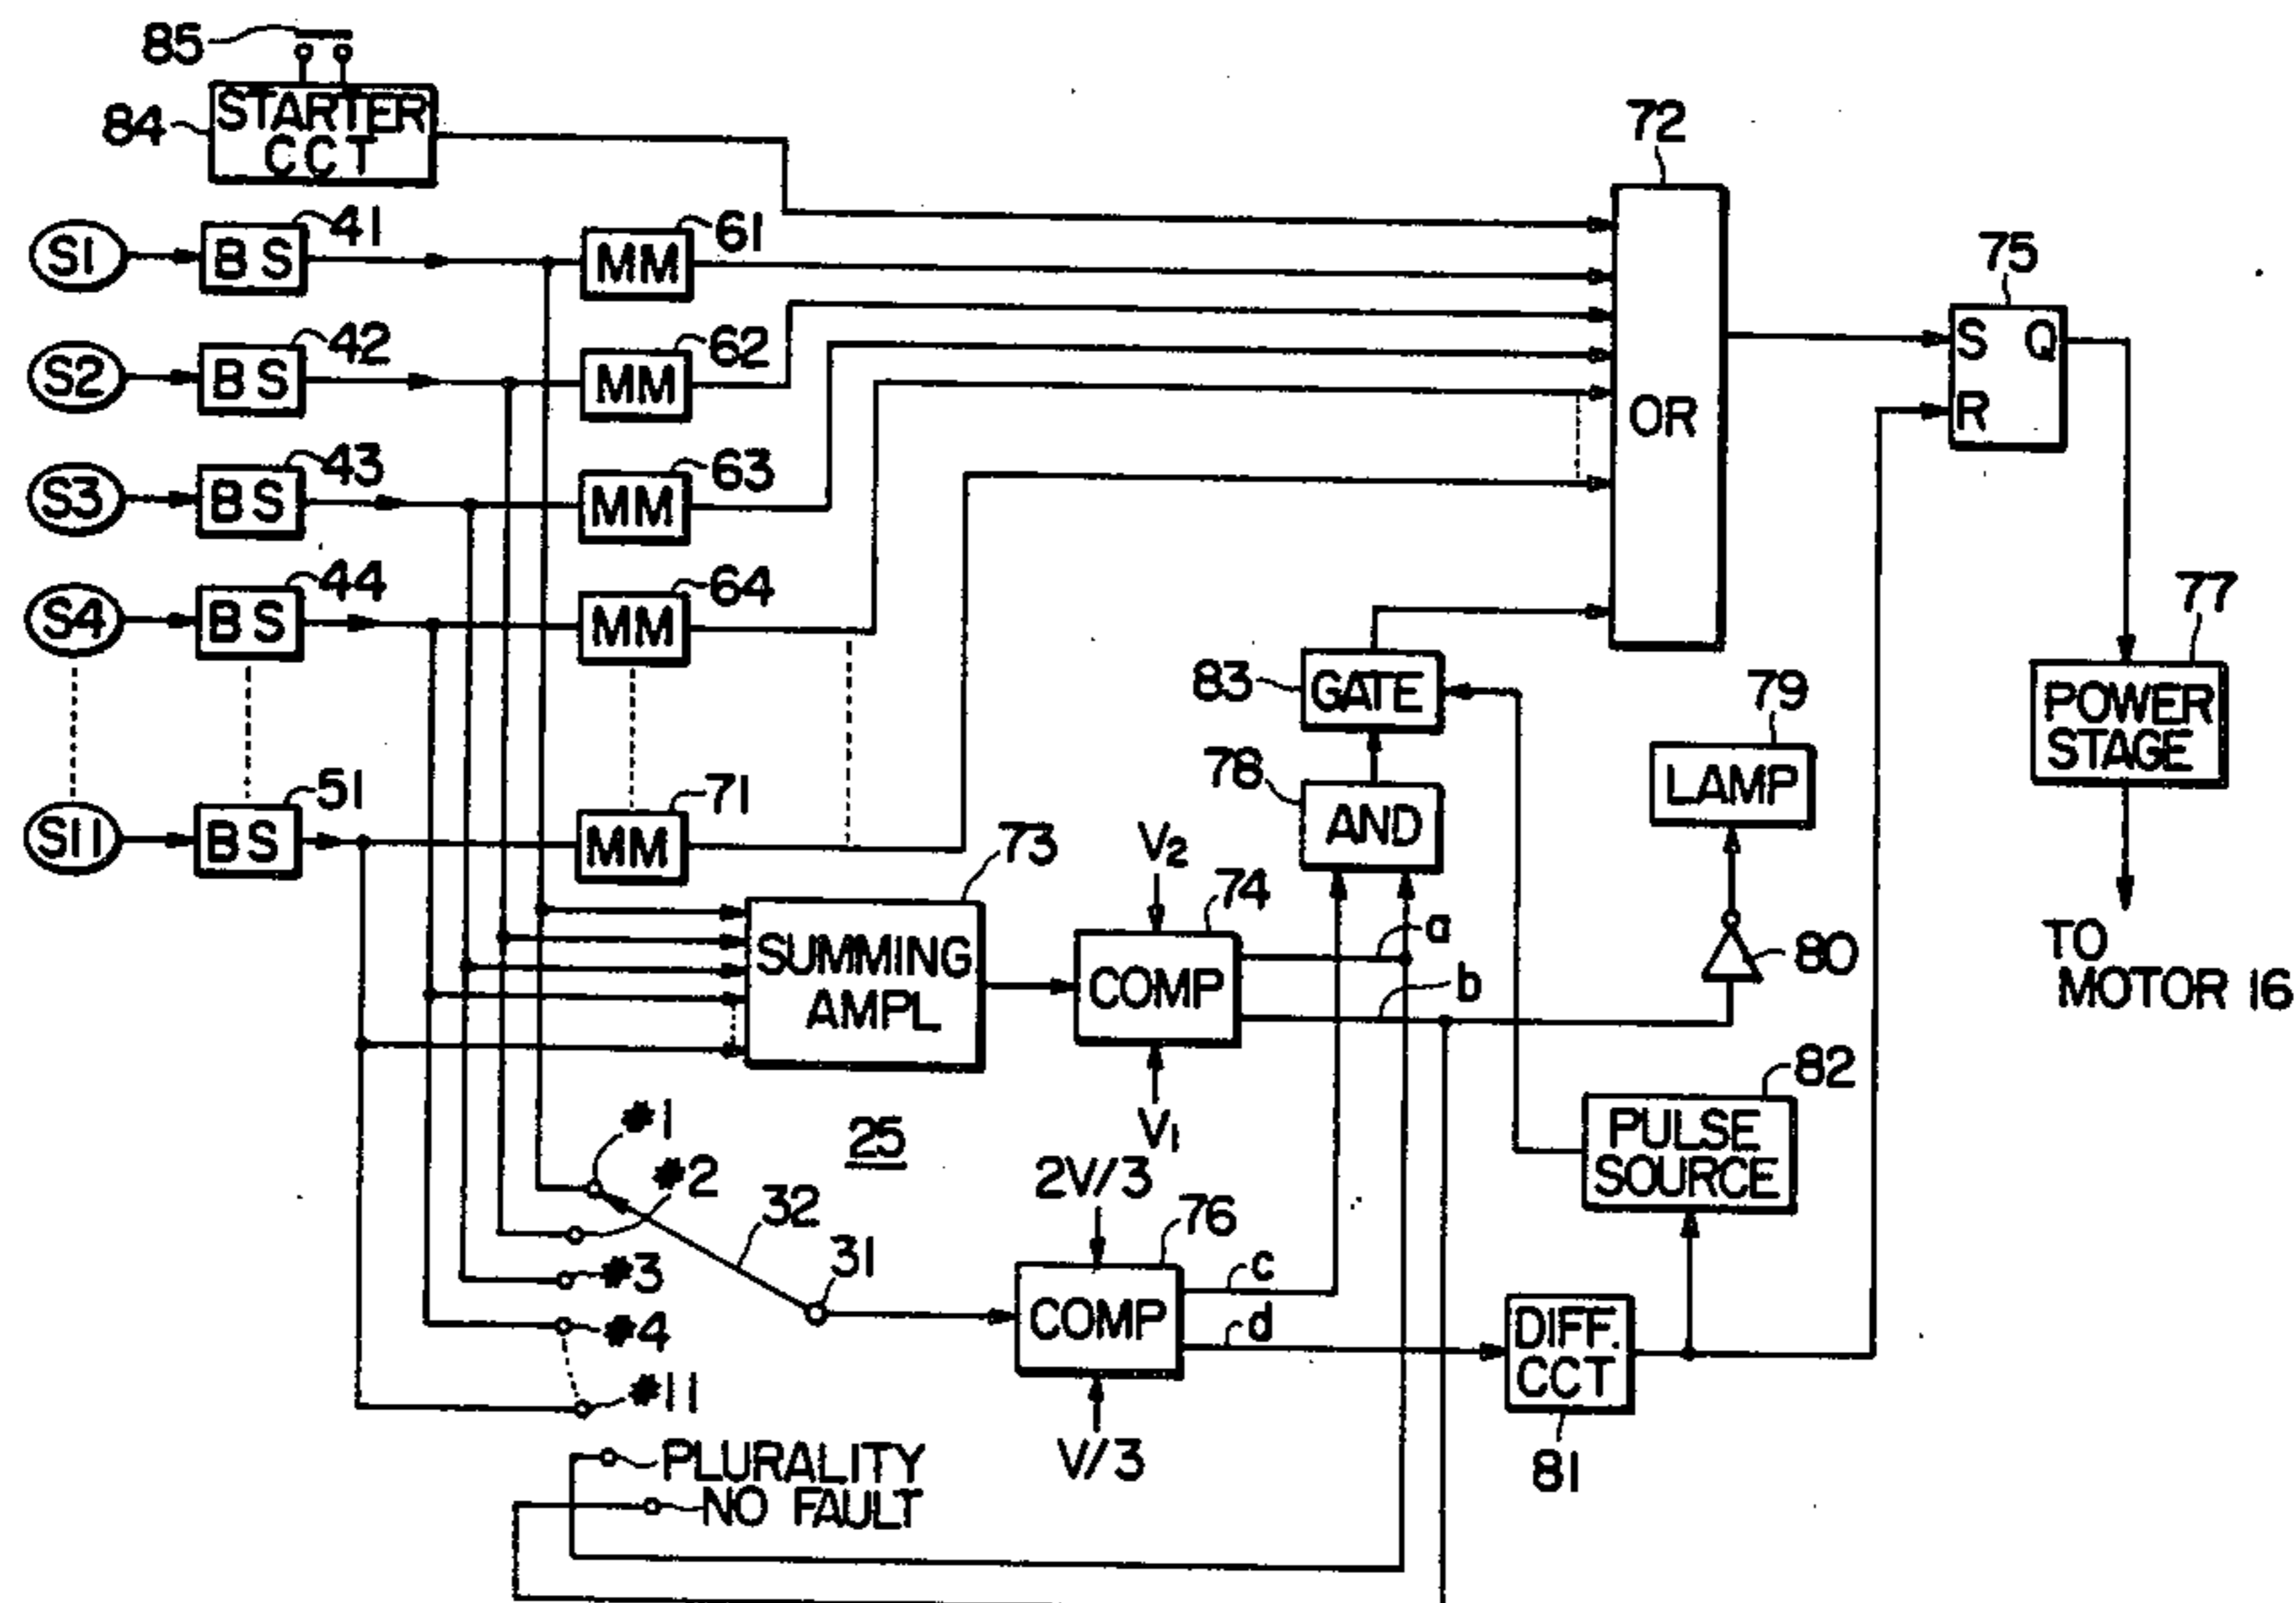 85
84
STARTER
CCT
72
S1
BS
41
MM
61
75
S
Q
R
S2
BS
42
MM
62
OR
S3
BS
43
MM
63
S4
BS
44
MM
64
77
POWER
STAGE
83
GATE
79
LAMP
78
AND
S11
BS
51
MM
71
73
SUMMING
AMPL
V2
74
COMP
V1
a
b
80
TO
MOTOR 16
82
PULSE
SOURCE
25
#1
#2
#3
#4
#11
32
31
2V/3
76
COMP
V/3
c
d
DIFF.
CCT
81
PLURALITY
NO FAULT